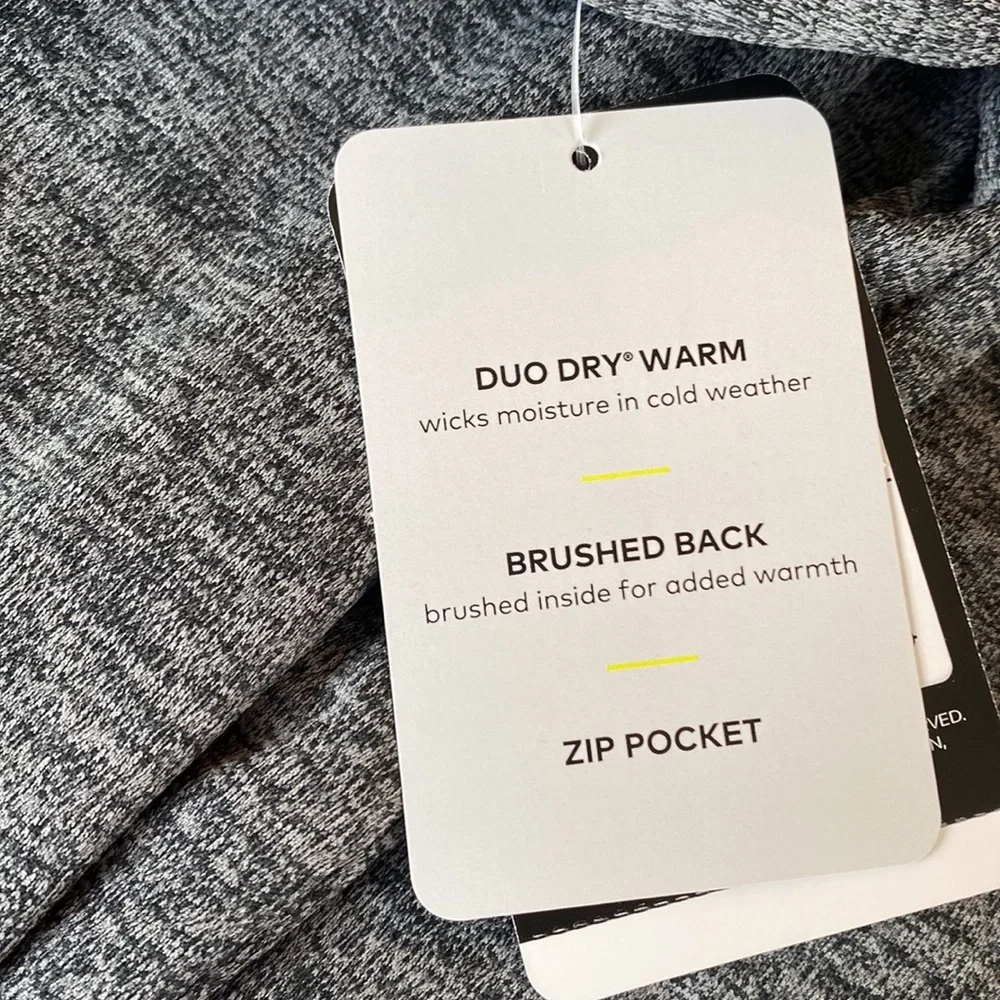 DUO DRY® WARM
wicks moisture in cold weather
BRUSHED BACK
brushed inside for added warmth
ZIP POCKET